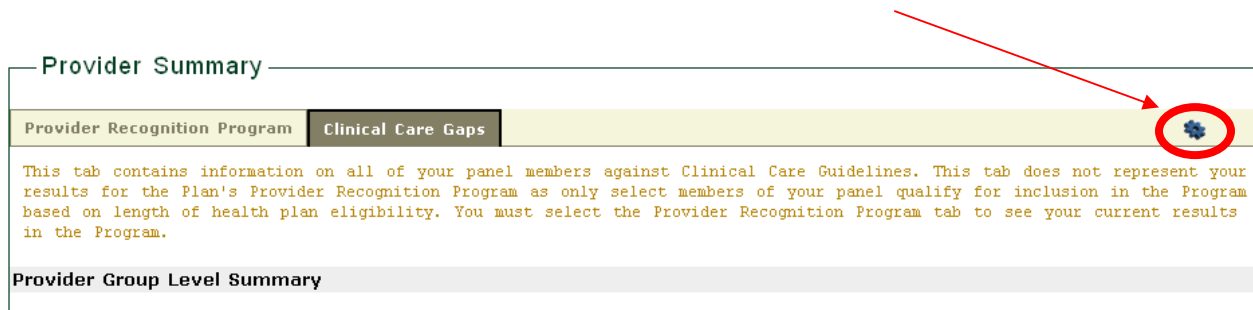 Provider Summary
Provider Recognition Program Clinical Care Gaps
This tab contains information on all of your panel members against Clinical Care Guidelines. This tab does not represent your
results for the Plan's Provider Recognition Program as only select members of your panel qualify for inclusion in the Program
based on length of health plan eligibility. You must select the Provider Recognition Program tab to see your current results
in the Program.
Provider Group Level Summary